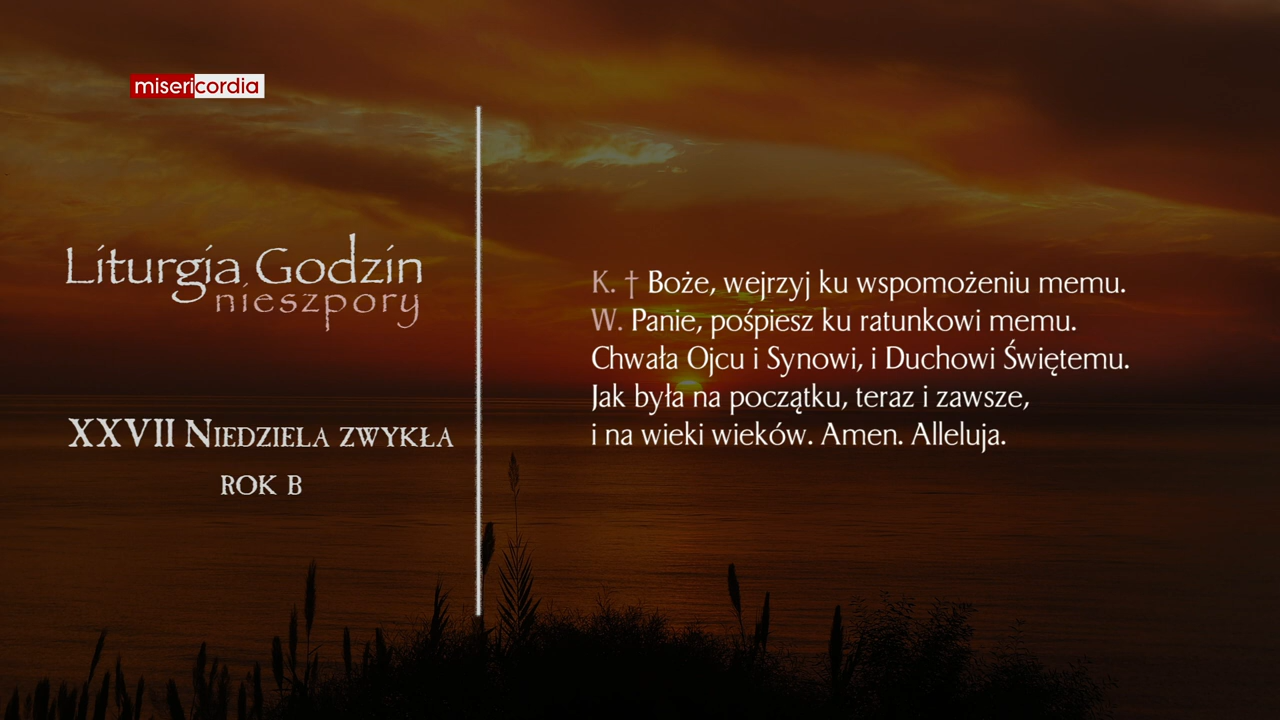 misericordia
Liturgia Godzin
nieszpory
XXVII Niedziela zwykła
rok B
K. † Boże, wejrzyj ku wspomożeniu memu.
W. Panie, pośpiesz ku ratunkowi memu.
Chwała Ojcu i Synowi, i Duchowi Świętemu.
Jak była na początku, teraz i zawsze,
i na wieki wieków. Amen. Alleluja.